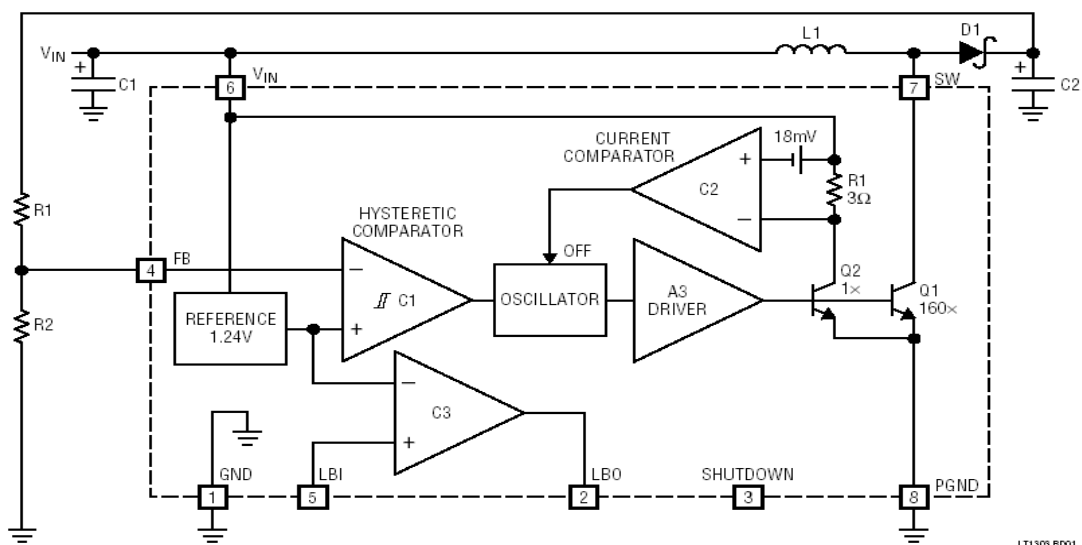 L1
D1
VIN
+
C1
VIN
6
7
SW
+
C2
CURRENT
COMPARATOR
18mV
+
C2
−
R1
3Ω
R1
HYSTERETIC
COMPARATOR
OFF
4
FB
−
C1
+
OSCILLATOR
A3
DRIVER
Q2
1×
Q1
160×
REFERENCE
1.24V
R2
−
C3
+
GND
LBI
LBO
SHUTDOWN
PGND
1
5
2
3
8
LT1303 BD01